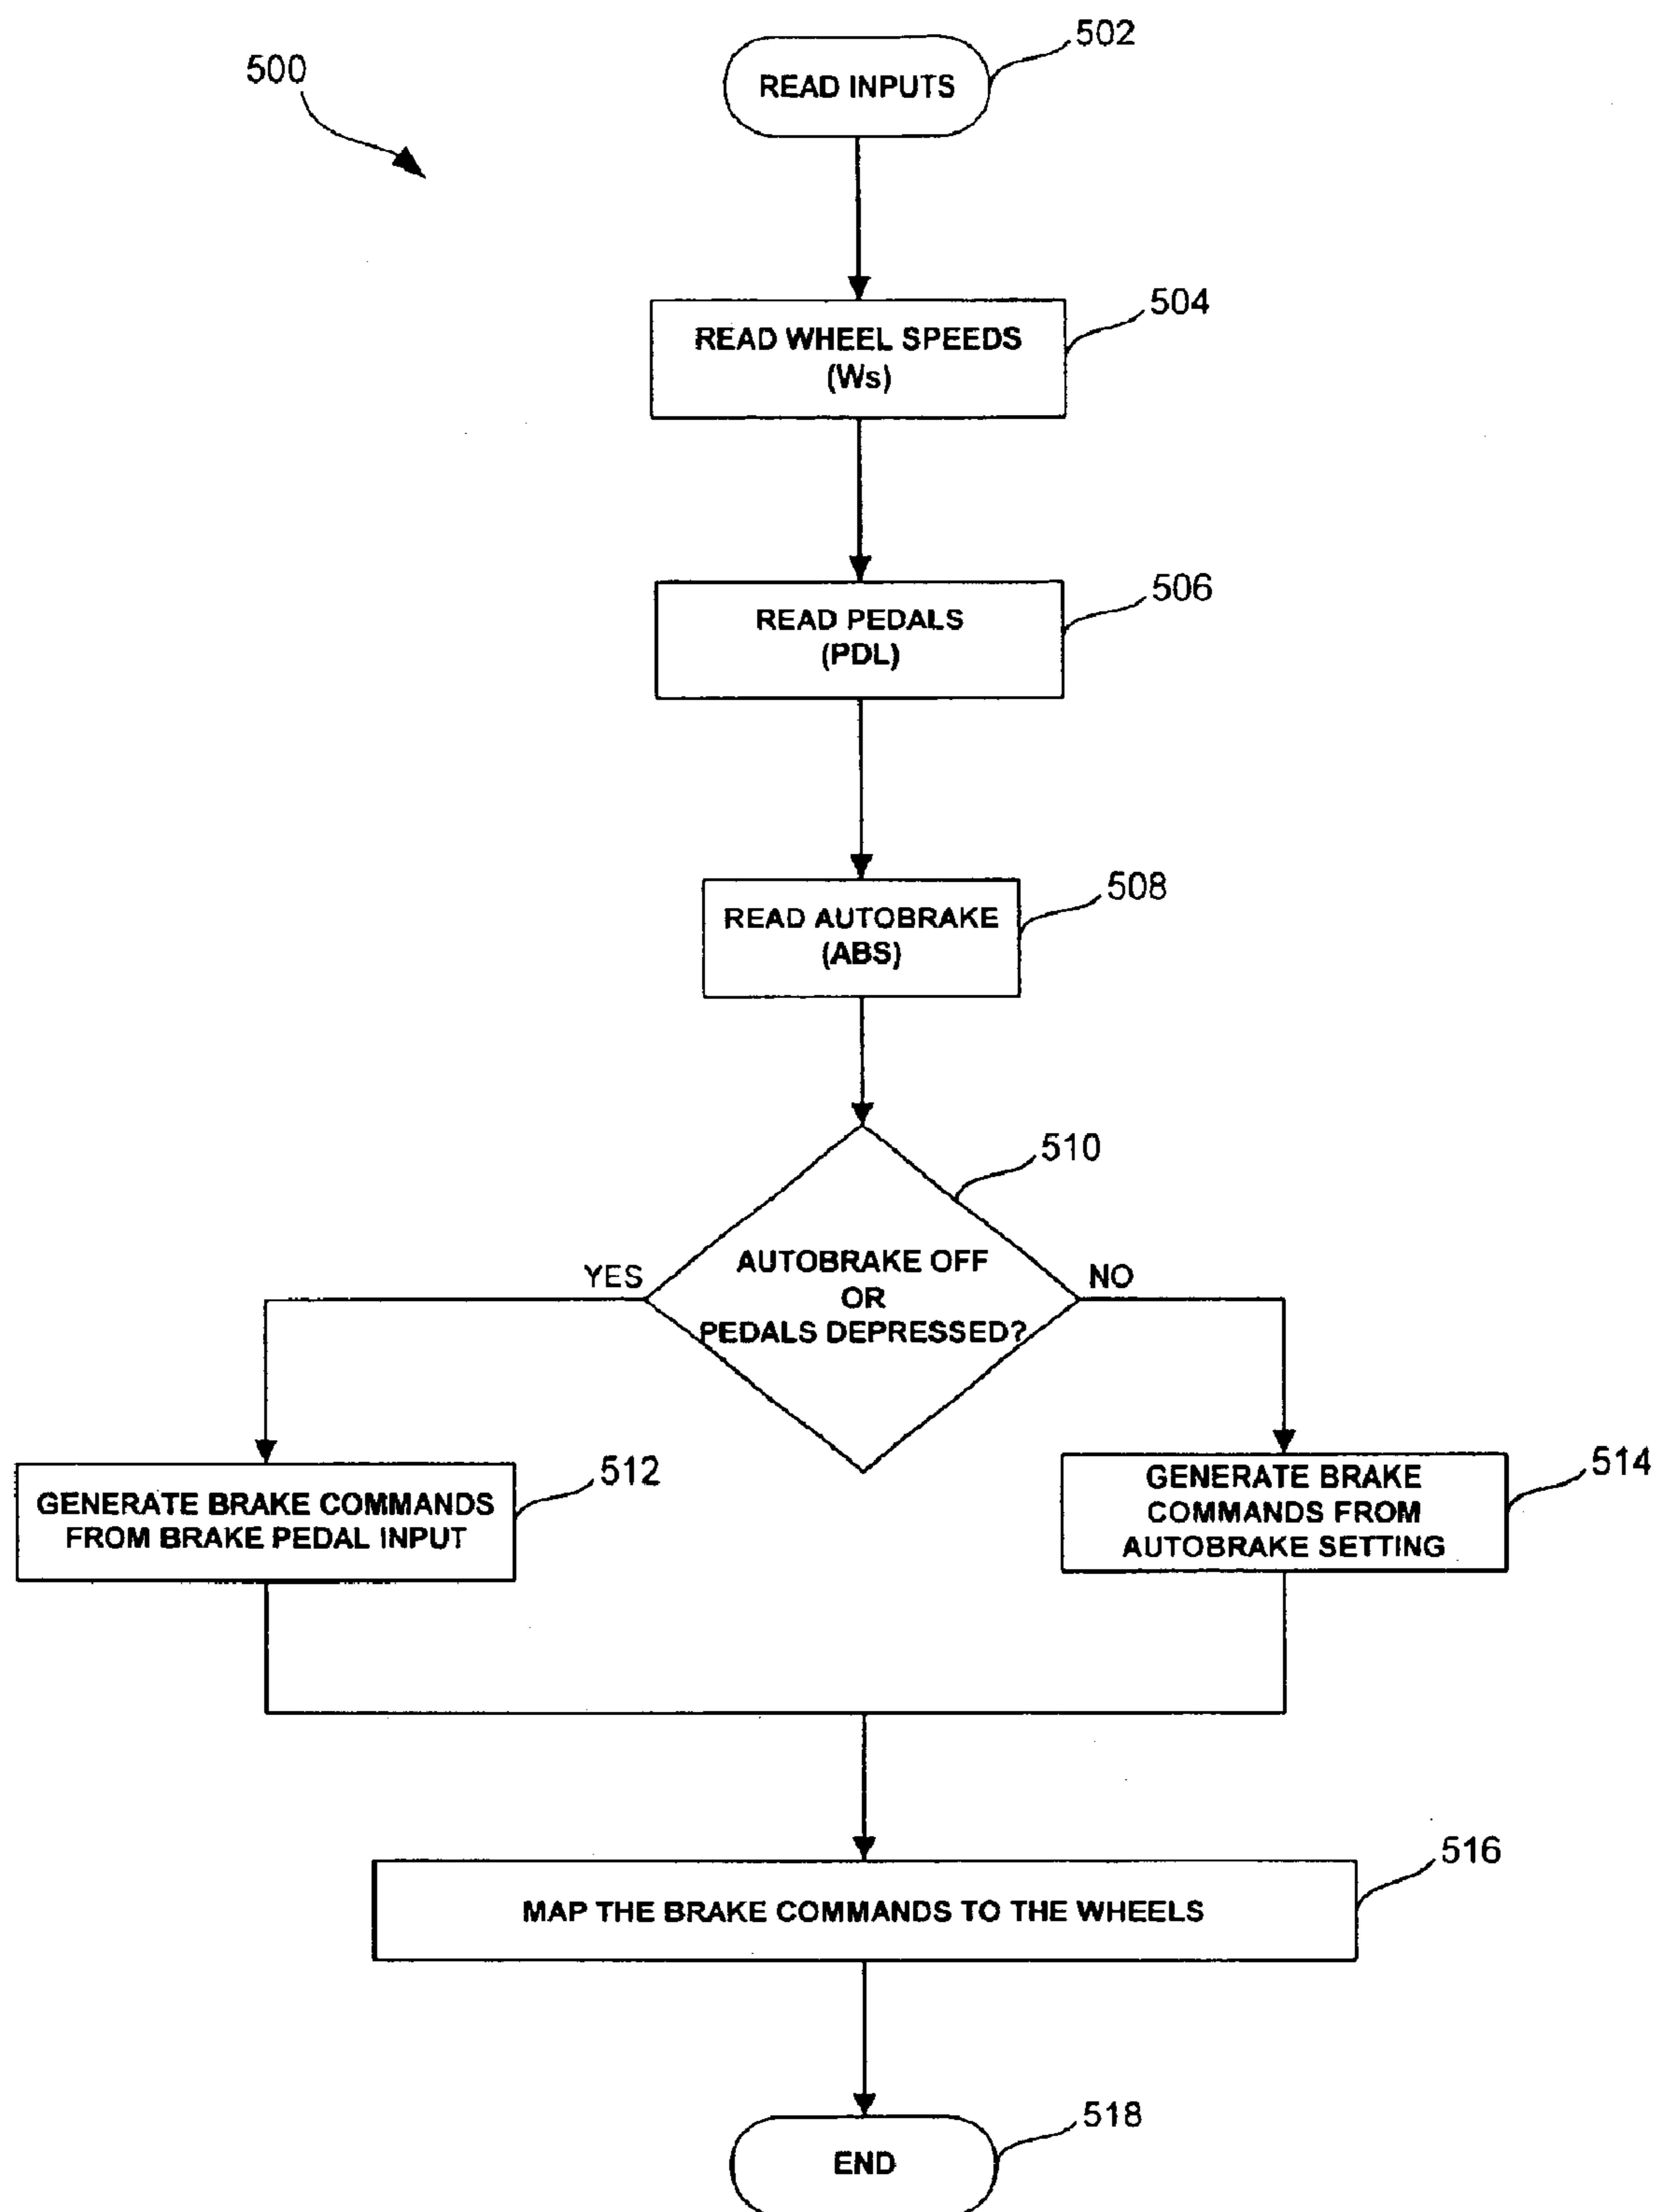 500
502
READ INPUTS
504
READ WHEEL SPEEDS
(Ws)
506
READ PEDALS
(PDL)
508
READ AUTOBRAKE
(ABS)
510
AUTOBRAKE OFF
OR
PEDALS DEPRESSED?
YES
NO
512
GENERATE BRAKE COMMANDS
FROM BRAKE PEDAL INPUT
514
GENERATE BRAKE
COMMANDS FROM
AUTOBRAKE SETTING
516
MAP THE BRAKE COMMANDS TO THE WHEELS
518
END